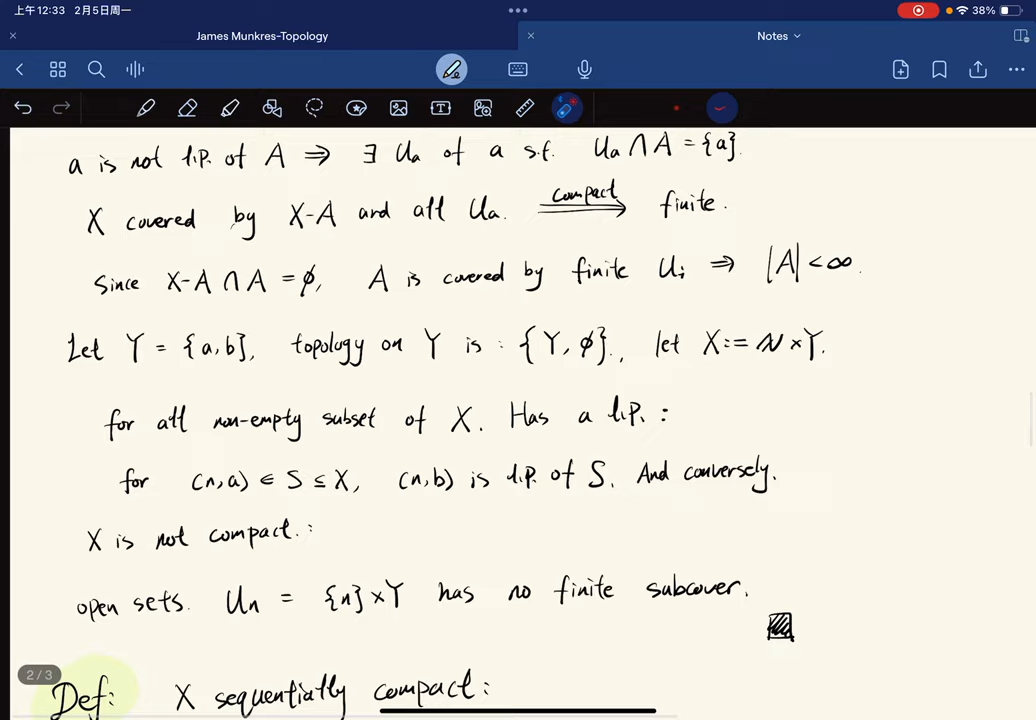 上午12:33 2月5日周一
38%
James Munkres-Topology
Notes
a is not l.p. of A ⇒ ∃ Ua of a s.t. Ua ∩ A = {a}.
X covered by X-A and all Ua. compact ⟹ finite.
Since X-A ∩ A = ∅, A is covered by finite Ui ⇒ |A| < ∞.
Let Y = {a, b}, topology on Y is : {Y, ∅}, let X := N × Y.
for all non-empty subset of X. Has a l.p. :
for (n, a) ∈ S ⊆ X, (n, b) is l.p. of S. And conversely.
X is not compact. :
open sets. Un = {n} × Y has no finite subcover.
2/3
Def: X sequentially compact :